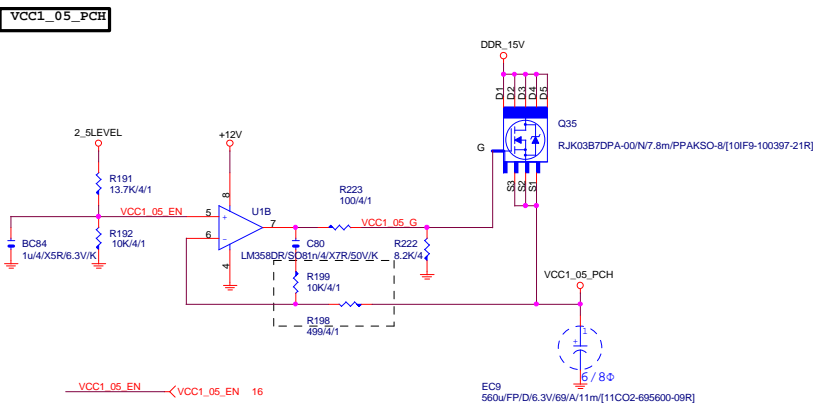 VCC1_05_PCH
DDR_15V
D1
D2
D3
D4
D5
Q35
RJK03B7DPA-00/N/7.8m/PPAKSO-8/[10IF9-100397-21R]
G
S3
S2
S1
2_5LEVEL
+12V
R191
13.7K/4/1
8
R223
100/4/1
VCC1_05_EN
5
U1B
+
7
VCC1_05_G
6
-
R192
10K/4/1
BC84
1u/4/X5R/6.3V/K
4
C80
LM358DR/SO81n/4/X7R/50V/K
R222
8.2K/4
R199
10K/4/1
VCC1_05_PCH
R198
499/4/1
1
+
6/8Φ
EC9
560u/FP/D/6.3V/69/A/11m/[11CO2-695600-09R]
VCC1_05_EN
VCC1_05_EN 16